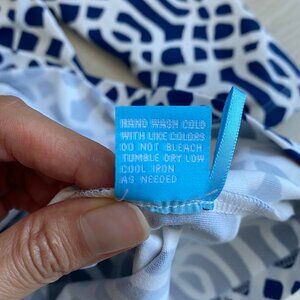 HAND WASH COLD
WITH LIKE COLORS
DO NOT BLEACH
TUMBLE DRY LOW
COOL IRON
AS NEEDED